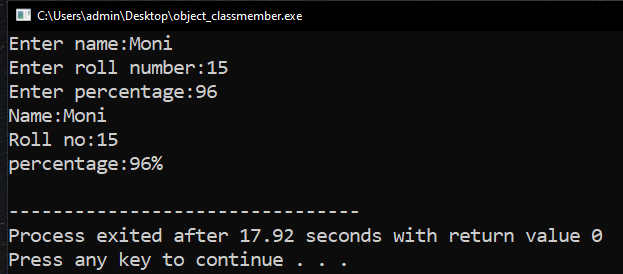 C:\Users\admin\Desktop\object_classmember.exe
Enter name:Moni
Enter roll number:15
Enter percentage:96
Name:Moni
Roll no:15
percentage:96%
--------------------------------
Process exited after 17.92 seconds with return value 0
Press any key to continue . . .